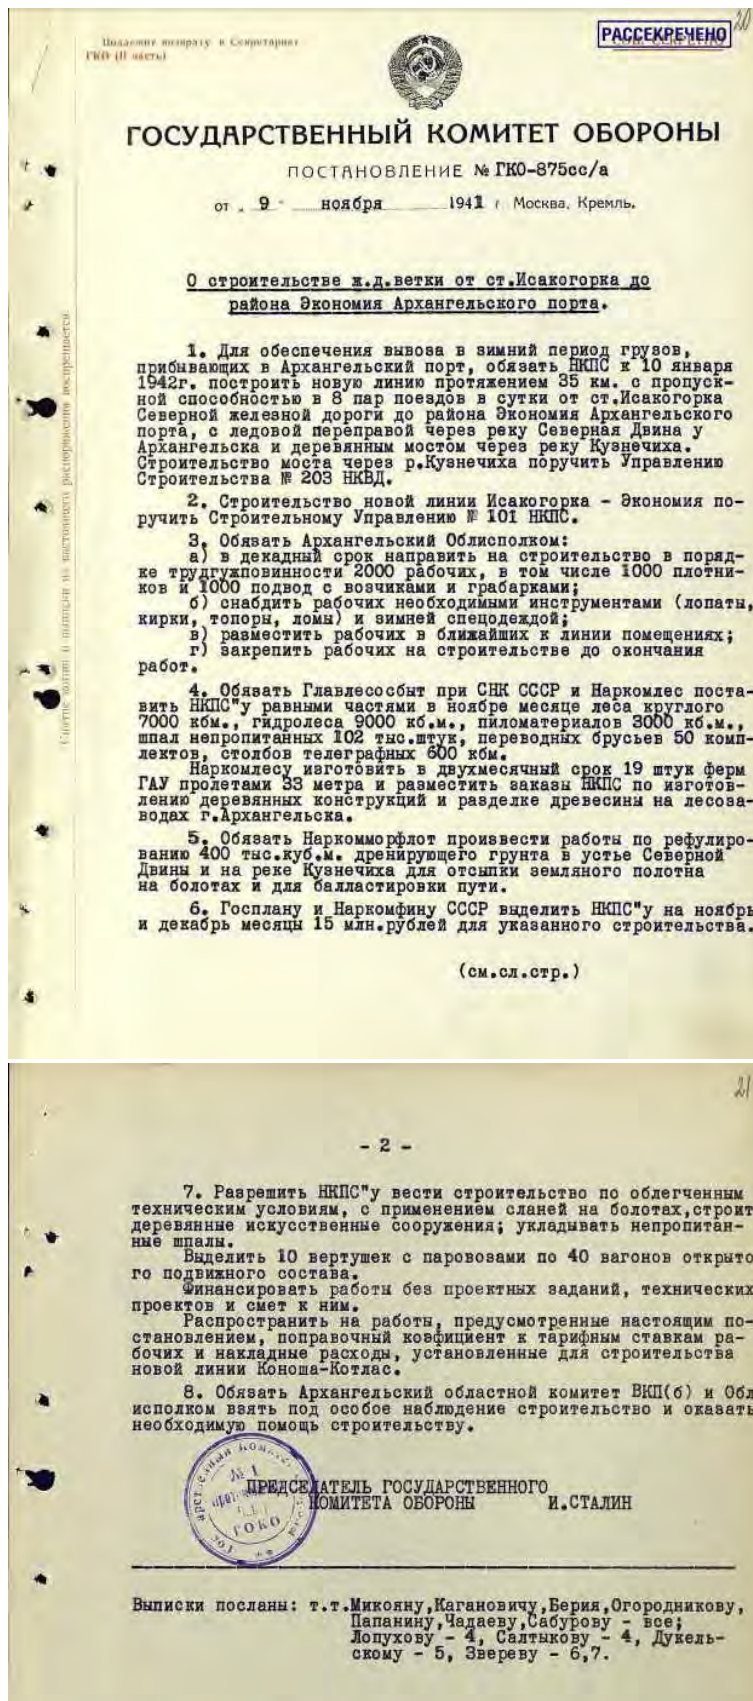 20
Подлежит возврату в Секретариат
ГКО (II часть)
РАССЕКРЕЧЕНО
СОВ. СЕКРЕТНО
ГОСУДАРСТВЕННЫЙ КОМИТЕТ ОБОРОНЫ
ПОСТАНОВЛЕНИЕ № ГКО-875сс/а
от „ 9 " ноября 1941 г. Москва, Кремль.
О строительстве ж.д.ветки от ст.Исакогорка до
района Экономия Архангельского порта.
1. Для обеспечения вывоза в зимний период грузов,
прибывающих в Архангельский порт, обязать НКПС к 10 января
1942г. построить новую линию протяжением 35 км. с пропуск-
ной способностью в 8 пар поездов в сутки от ст.Исакогорка
Северной железной дороги до района Экономия Архангельского
порта, с ледовой переправой через реку Северная Двина у
Архангельска и деревянным мостом через реку Кузнечиха.
Строительство моста через р.Кузнечиха поручить Управлению
Строительства № 203 НКВД.
2. Строительство новой линии Исакогорка - Экономия по-
ручить Строительному Управлению № 101 НКПС.
3. Обязать Архангельский Облисполком:
а) в декадный срок направить на строительство в поряд-
ке трудгужповинности 2000 рабочих, в том числе 1000 плотни-
ков и 1000 подвод с возчиками и грабарками;
б) снабдить рабочих необходимыми инструментами (лопаты,
кирки, топоры, ломы) и зимней спецодеждой;
в) разместить рабочих в ближайших к линии помещениях;
г) закрепить рабочих на строительстве до окончания
работ.
4. Обязать Главлесосбыт при СНК СССР и Наркомлес поста-
вить НКПС"у равными частями в ноябре месяце леса круглого
7000 кбм., гидролеса 9000 кб.м., пиломатериалов 3000 кб.м.,
шпал непропитанных 102 тыс.штук, переводных брусьев 50 комп-
лектов, столбов телеграфных 600 кбм.
Наркомлесу изготовить в двухмесячный срок 19 штук ферм
ГАУ пролетами 33 метра и разместить заказы НКПС по изготов-
лению деревянных конструкций и разделке древесины на лесоза-
водах г.Архангельска.
5. Обязать Наркомморфлот произвести работы по рефулиро-
ванию 400 тыс.куб.м. дренирующего грунта в устье Северной
Двины и на реке Кузнечиха для отсыпки земляного полотна
на болотах и для балластировки пути.
6. Госплану и Наркомфину СССР выделить НКПС"у на ноябрь
и декабрь месяцы 15 млн.рублей для указанного строительства.
(см.сл.стр.)
Снятие копий и выписки из настоящего распоряжения воспрещается
21
- 2 -
7. Разрешить НКПС"у вести строительство по облегченным
техническим условиям, с применением сланей на болотах,строит
деревянные искусственные сооружения; укладывать непропитан-
ные шпалы.
Выделить 10 вертушек с паровозами по 40 вагонов открыто
го подвижного состава.
Финансировать работы без проектных заданий, технических
проектов и смет к ним.
Распространить на работы, предусмотренные настоящим по-
становлением, поправочный коэфициент к тарифным ставкам ра-
бочих и накладные расходы, установленные для строительства
новой линии Коноша-Котлас.
8. Обязать Архангельский областной комитет ВКП(б) и Обл
исполком взять под особое наблюдение строительство и оказать
необходимую помощь строительству.
ПРЕДСЕДАТЕЛЬ ГОСУДАРСТВЕННОГО
КОМИТЕТА ОБОРОНЫ И.СТАЛИН
№ 1
ГОКО
Выписки посланы: т.т.Микояну,Кагановичу,Берия,Огородникову,
Папанину,Чадаеву,Сабурову - все;
Лопухову - 4, Салтыкову - 4, Дукель-
скому - 5, Звереву - 6,7.